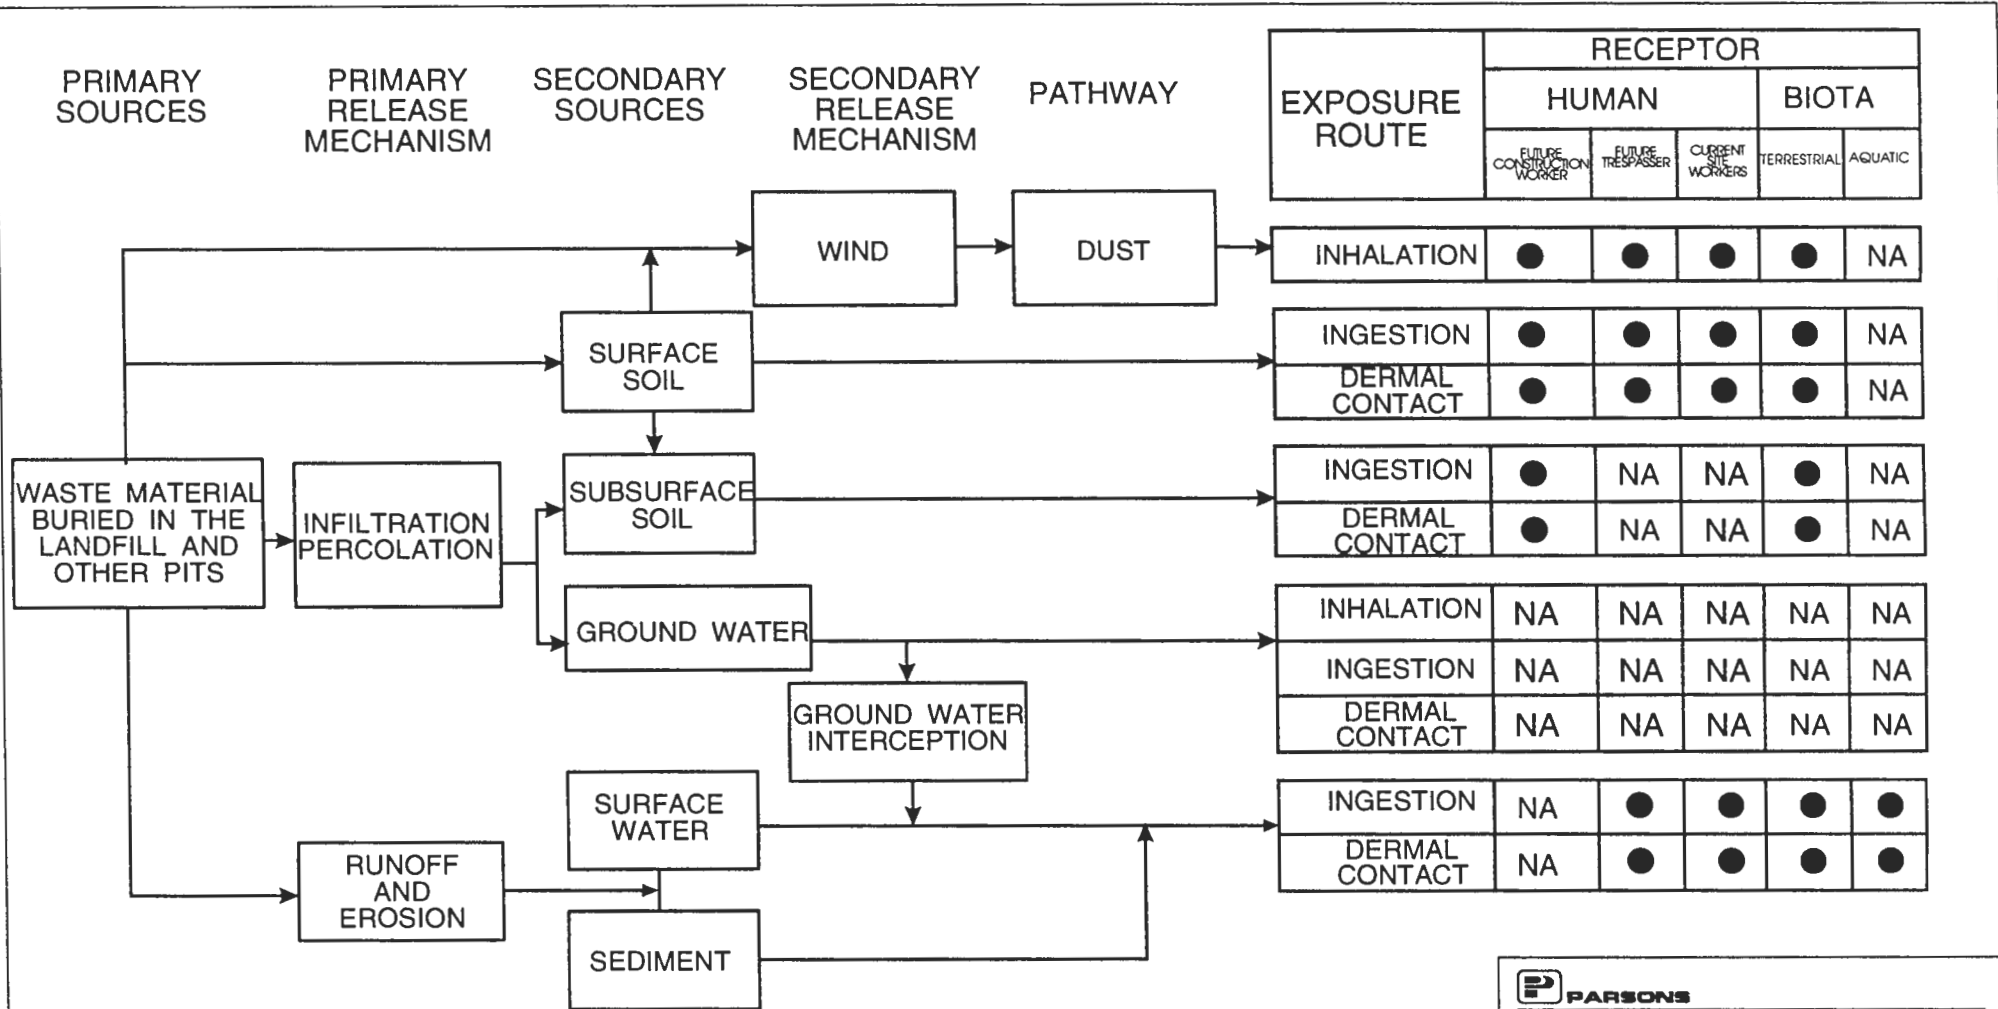 PRIMARY
SOURCES
PRIMARY
RELEASE
MECHANISM
SECONDARY
SOURCES
SECONDARY
RELEASE
MECHANISM
PATHWAY
EXPOSURE
ROUTE
RECEPTOR
HUMAN
BIOTA
FUTURE
CONSTRUCTION
WORKER
FUTURE
TRESPASSER
CURRENT
SITE
WORKERS
TERRESTRIAL
AQUATIC
WIND
DUST
INHALATION
NA
SURFACE
SOIL
INGESTION
NA
DERMAL
CONTACT
NA
WASTE MATERIAL
BURIED IN THE
LANDFILL AND
OTHER PITS
INFILTRATION
PERCOLATION
SUBSURFACE
SOIL
INGESTION
NA NA NA
DERMAL
CONTACT
NA NA NA
GROUND WATER
INHALATION
NA NA NA NA NA
INGESTION
NA NA NA NA NA
DERMAL
CONTACT
NA NA NA NA NA
GROUND WATER
INTERCEPTION
SURFACE
WATER
INGESTION
NA
DERMAL
CONTACT
NA
RUNOFF
AND
EROSION
SEDIMENT
PARSONS